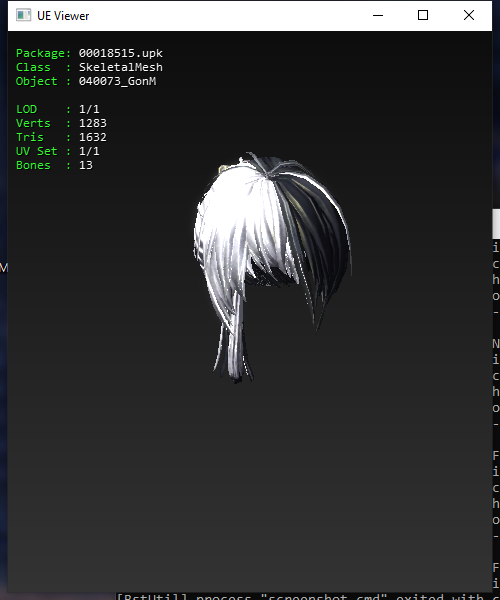 UE Viewer
Package: 00018515.upk
Class : SkeletalMesh
Object : 040073_GonM
LOD : 1/1
Verts : 1283
Tris : 1632
UV Set : 1/1
Bones : 13
M
i
c
h
o
-
N
i
c
h
o
-
F
i
c
h
o
-
F
i
[BstUtil] process "screenshot.cmd" exited with c